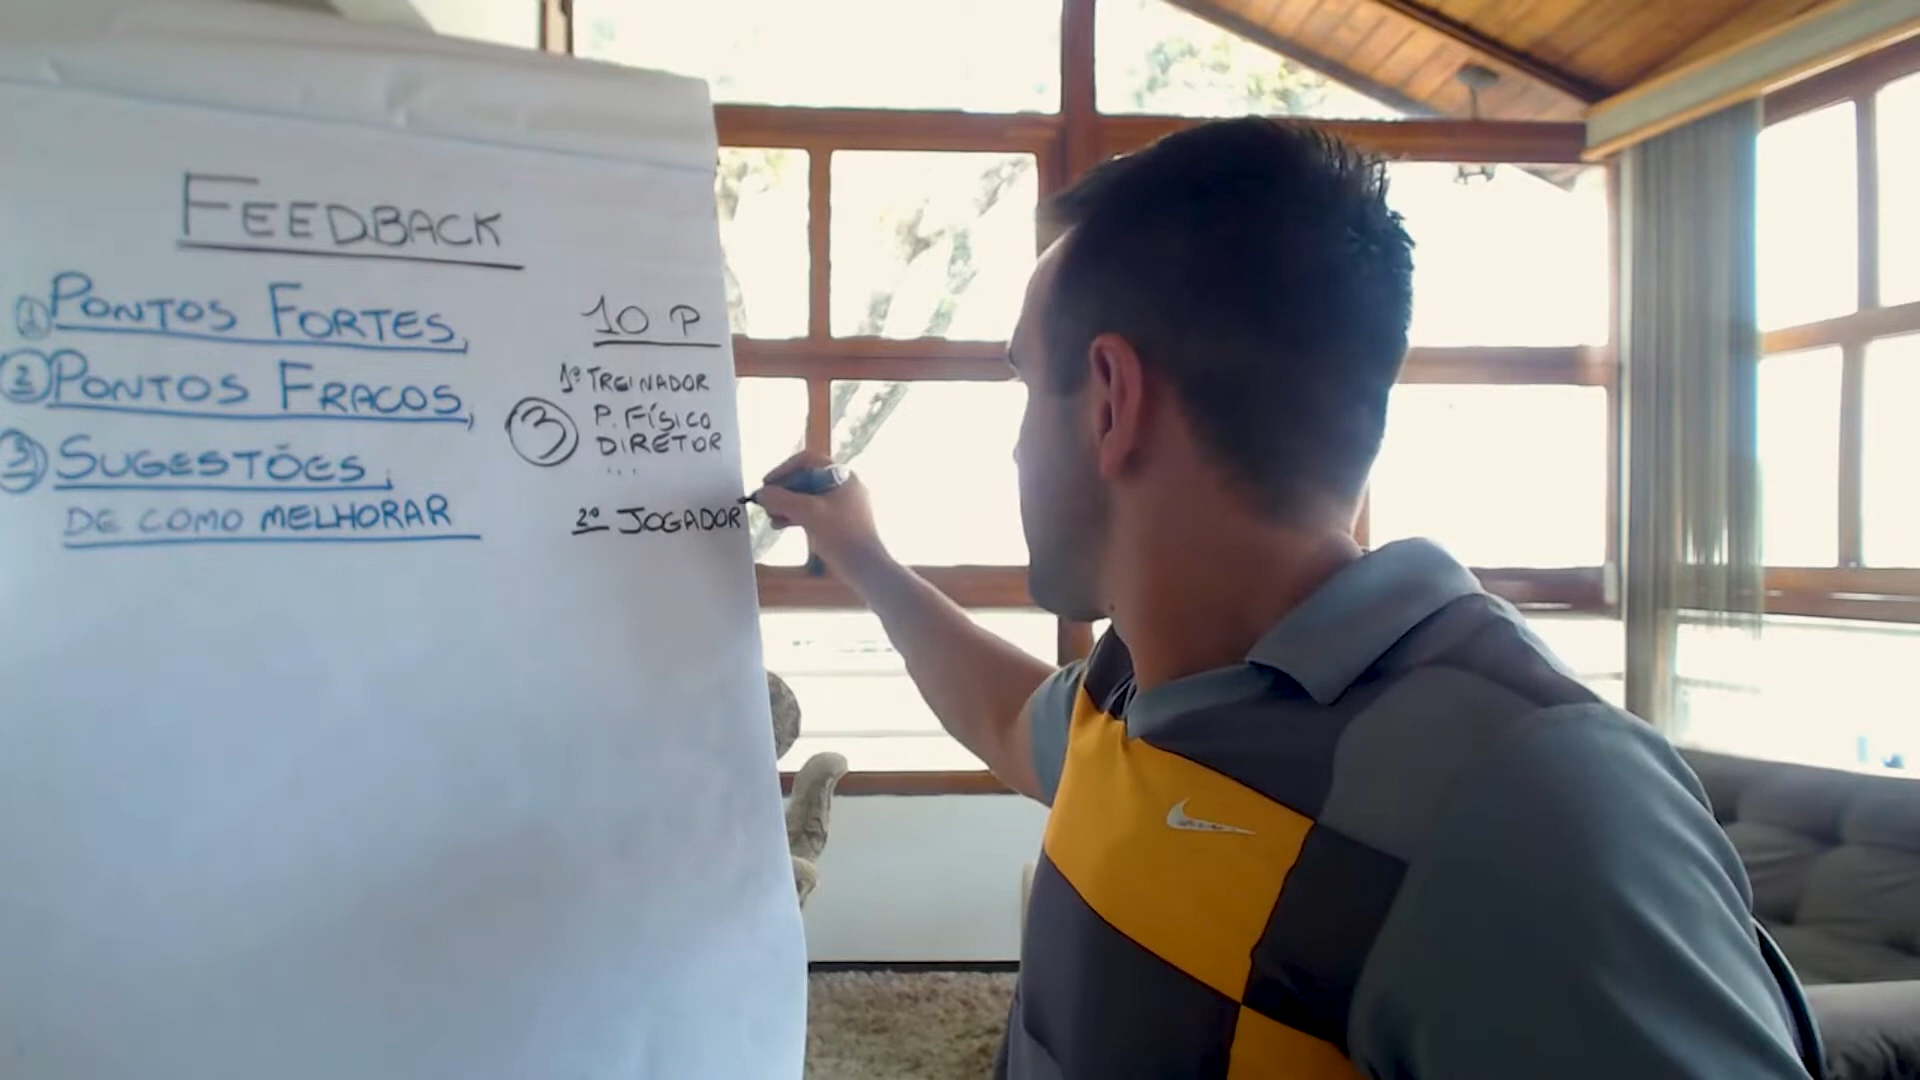 FEEDBACK
① PONTOS FORTES,
② PONTOS FRACOS,
③ SUGESTÕES,
DE COMO MELHORAR
10 P
1º TREINADOR
P. FÍSICO
③ DIRETOR
...
2º JOGADOR